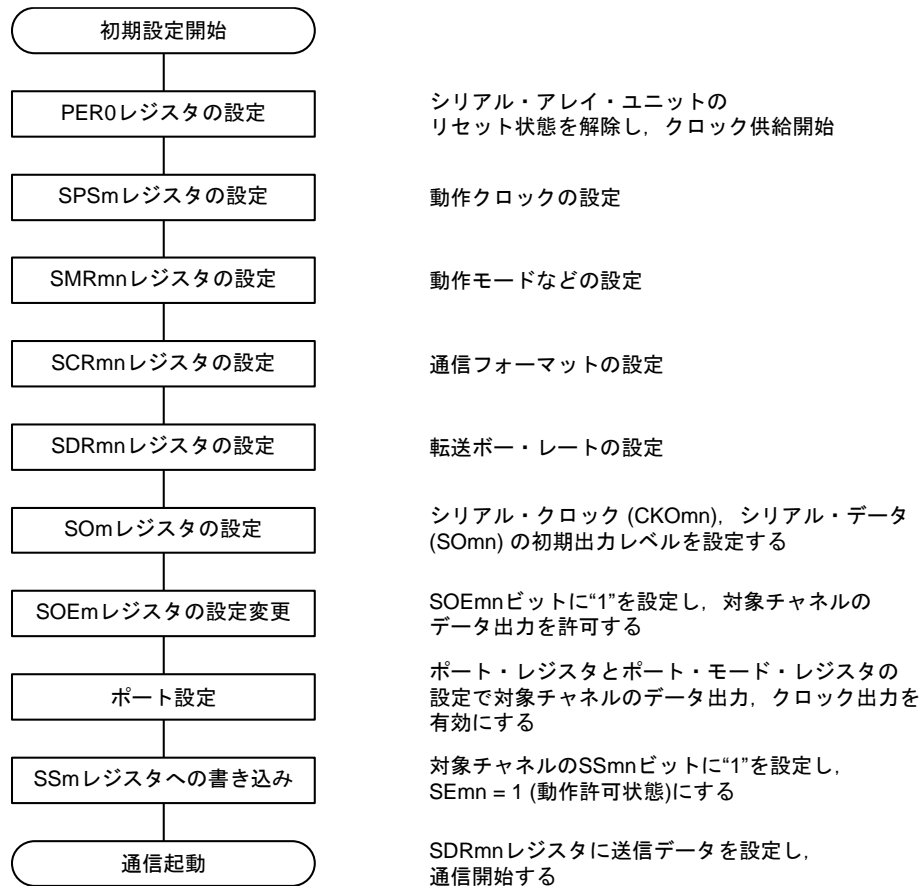 初期設定開始
PER0レジスタの設定
シリアル・アレイ・ユニットの
リセット状態を解除し，クロック供給開始
SPSmレジスタの設定
動作クロックの設定
SMRmnレジスタの設定
動作モードなどの設定
SCRmnレジスタの設定
通信フォーマットの設定
SDRmnレジスタの設定
転送ボー・レートの設定
SOmレジスタの設定
シリアル・クロック (CKOmn)，シリアル・データ
(SOmn) の初期出力レベルを設定する
SOEmレジスタの設定変更
SOEmnビットに“1”を設定し，対象チャネルの
データ出力を許可する
ポート設定
ポート・レジスタとポート・モード・レジスタの
設定で対象チャネルのデータ出力，クロック出力を
有効にする
SSmレジスタへの書き込み
対象チャネルのSSmnビットに“1”を設定し，
SEmn = 1 (動作許可状態)にする
通信起動
SDRmnレジスタに送信データを設定し，
通信開始する